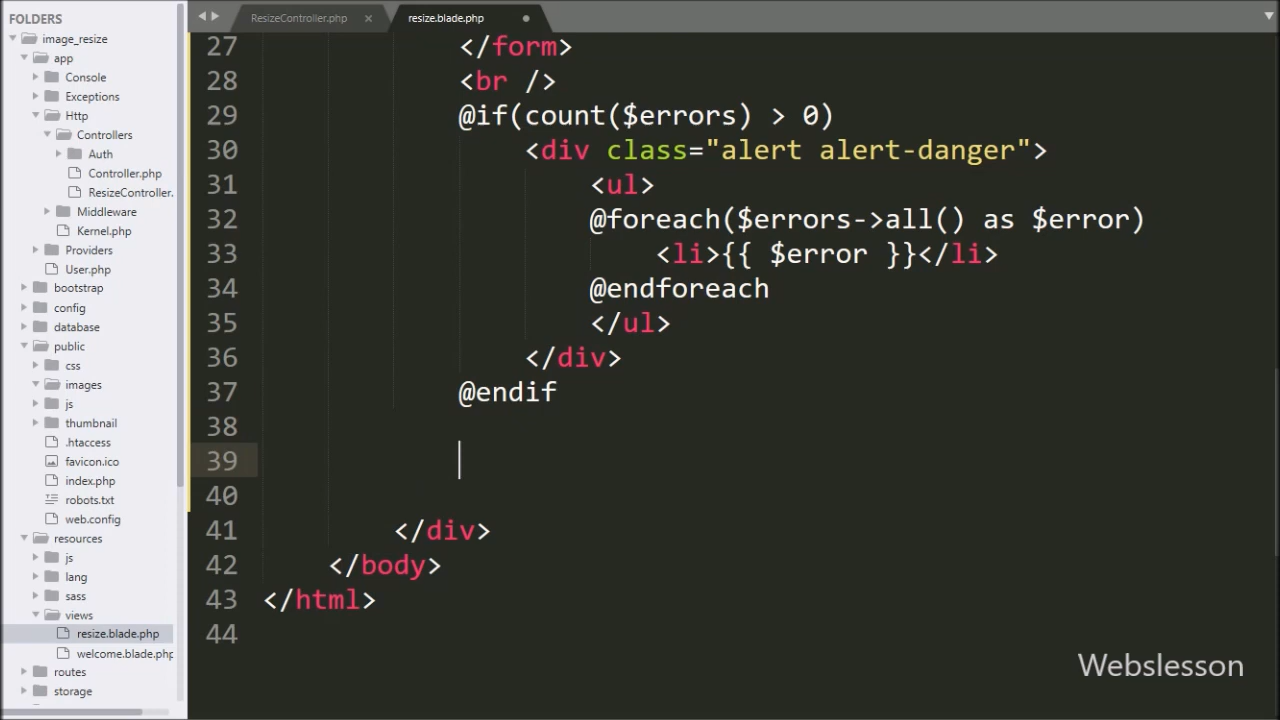 FOLDERS
image_resize
app
Console
Exceptions
Http
Controllers
Auth
Controller.php
ResizeController.
Middleware
Kernel.php
Providers
User.php
bootstrap
config
database
public
css
images
js
thumbnail
.htaccess
favicon.ico
index.php
robots.txt
web.config
resources
js
lang
sass
views
resize.blade.php
welcome.blade.php
routes
storage
ResizeController.php
resize.blade.php
27 </form>
28 <br />
29 @if(count($errors) > 0)
30 <div class="alert alert-danger">
31 <ul>
32 @foreach($errors->all() as $error)
33 <li>{{ $error }}</li>
34 @endforeach
35 </ul>
36 </div>
37 @endif
38
39
40
41 </div>
42 </body>
43 </html>
44
Webslesson